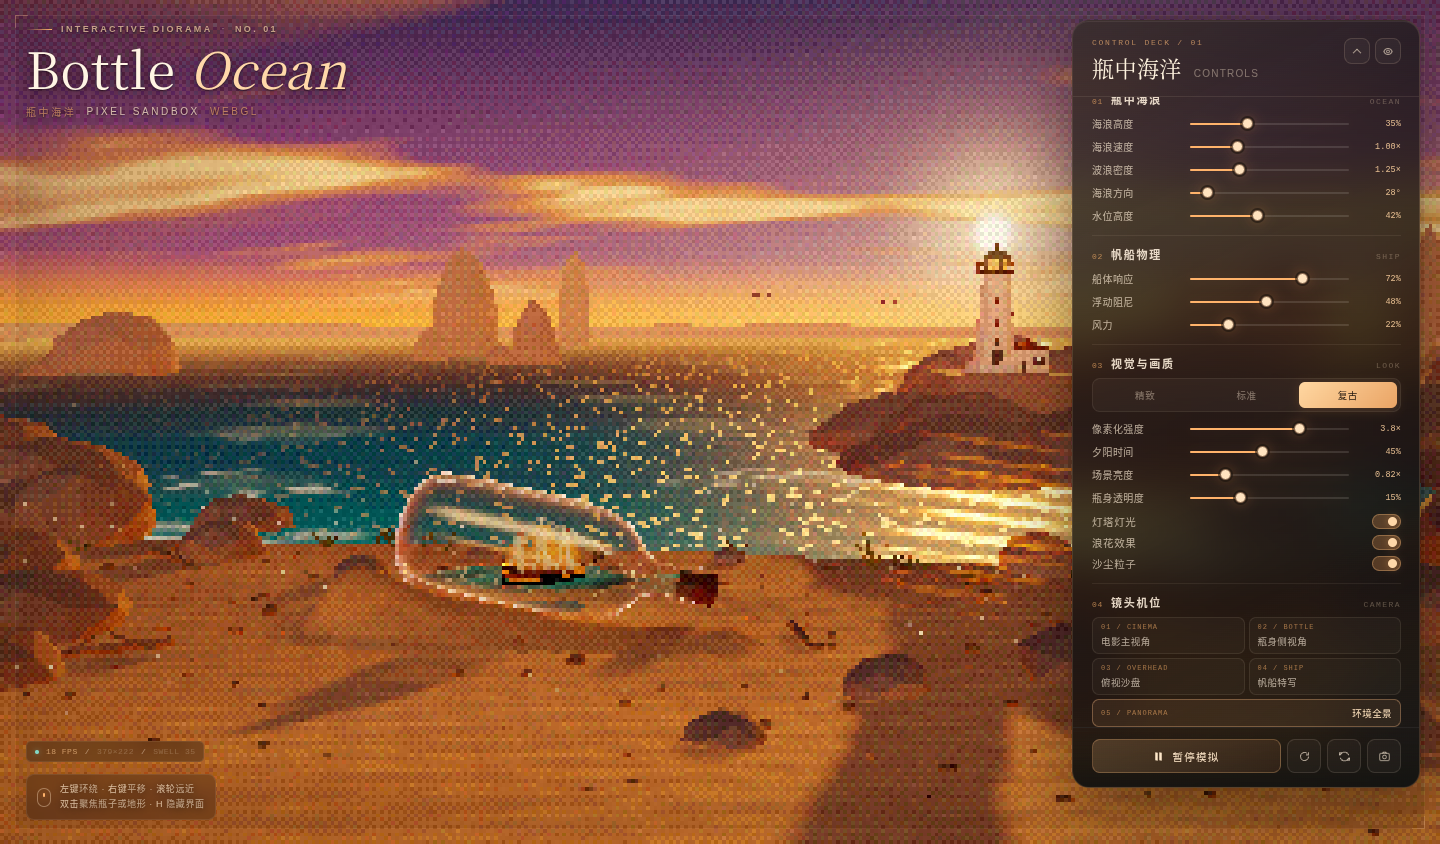 INTERACTIVE DIORAMA · NO. 01
Bottle Ocean
瓶中海洋 PIXEL SANDBOX WEBGL
CONTROL DECK / 01
瓶中海洋 CONTROLS
01 瓶中海浪 OCEAN
海浪高度 35%
海浪速度 1.00×
波浪密度 1.25×
海浪方向 28°
水位高度 42%
02 帆船物理 SHIP
船体响应 72%
浮动阻尼 48%
风力 22%
03 视觉与画质 LOOK
精致 标准 复古
像素化强度 3.8×
夕阳时间 45%
场景亮度 0.82×
瓶身透明度 15%
灯塔灯光
浪花效果
沙尘粒子
04 镜头机位 CAMERA
01 / CINEMA
电影主视角
02 / BOTTLE
瓶身侧视角
03 / OVERHEAD
俯视沙盘
04 / SHIP
帆船特写
05 / PANORAMA 环境全景
暂停模拟
18 FPS / 379×222 / SWELL 35
左键环绕 · 右键平移 · 滚轮远近
双击聚焦瓶子或地形 · H 隐藏界面